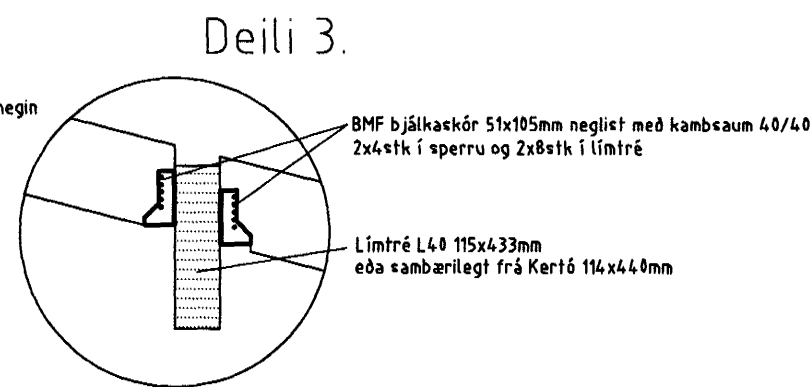 Deili 3.
negin
BMF bjálkaskór 51x105mm neglist með kambsaum 40/40
2x4stk í sperru og 2x8stk í límtré
Límtré L40 115x433mm
eða sambærilegt frá Kertó 114x440mm